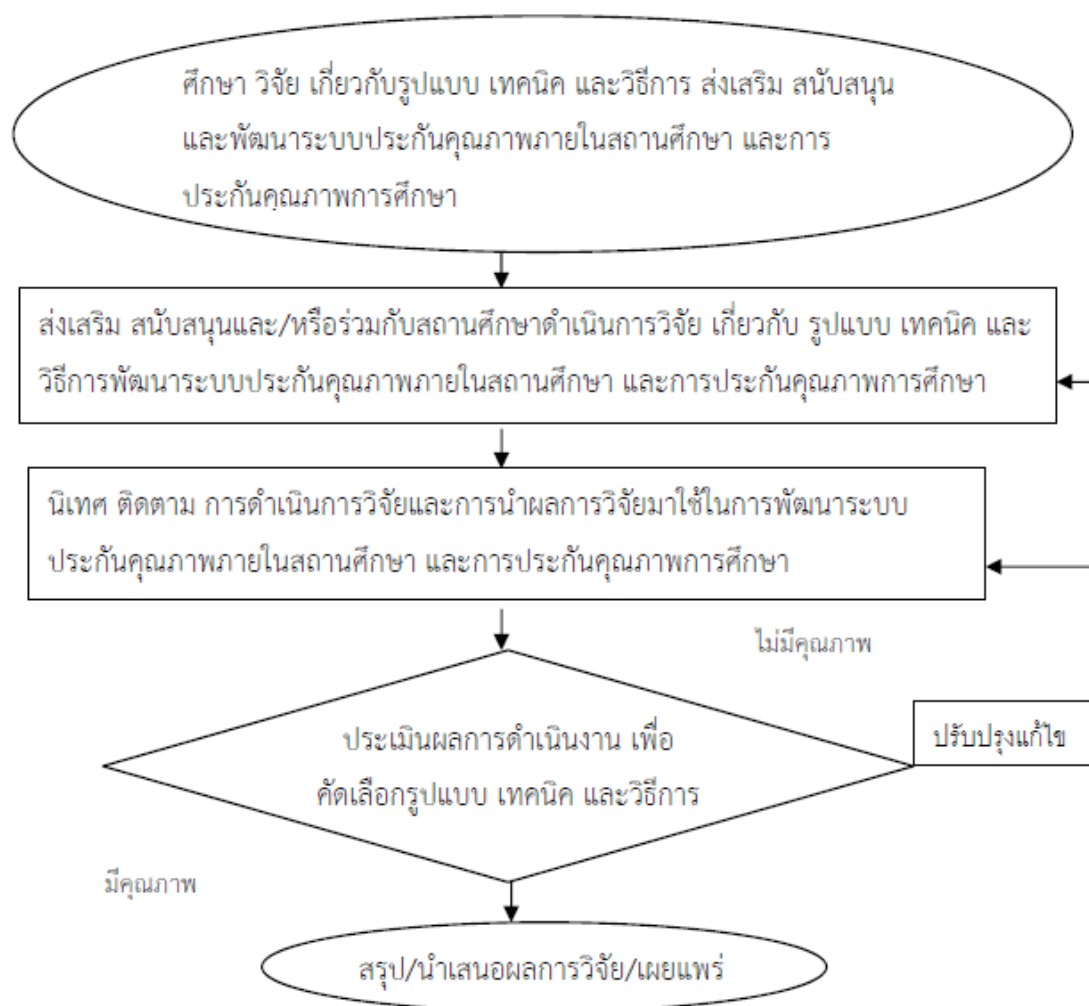 ศึกษา วิจัย เกี่ยวกับรูปแบบ เทคนิค และวิธีการ ส่งเสริม สนับสนุน
และพัฒนาระบบประกันคุณภาพภายในสถานศึกษา และการ
ประกันคุณภาพการศึกษา
ส่งเสริม สนับสนุนและ/หรือร่วมกับสถานศึกษาดำเนินการวิจัย เกี่ยวกับ รูปแบบ เทคนิค และ
วิธีการพัฒนาระบบประกันคุณภาพภายในสถานศึกษา และการประกันคุณภาพการศึกษา
นิเทศ ติดตาม การดำเนินการวิจัยและการนำผลการวิจัยมาใช้ในการพัฒนาระบบ
ประกันคุณภาพภายในสถานศึกษา และการประกันคุณภาพการศึกษา
ไม่มีคุณภาพ
ประเมินผลการดำเนินงาน เพื่อ
คัดเลือกรูปแบบ เทคนิค และวิธีการ
ปรับปรุงแก้ไข
มีคุณภาพ
สรุป/นำเสนอผลการวิจัย/เผยแพร่